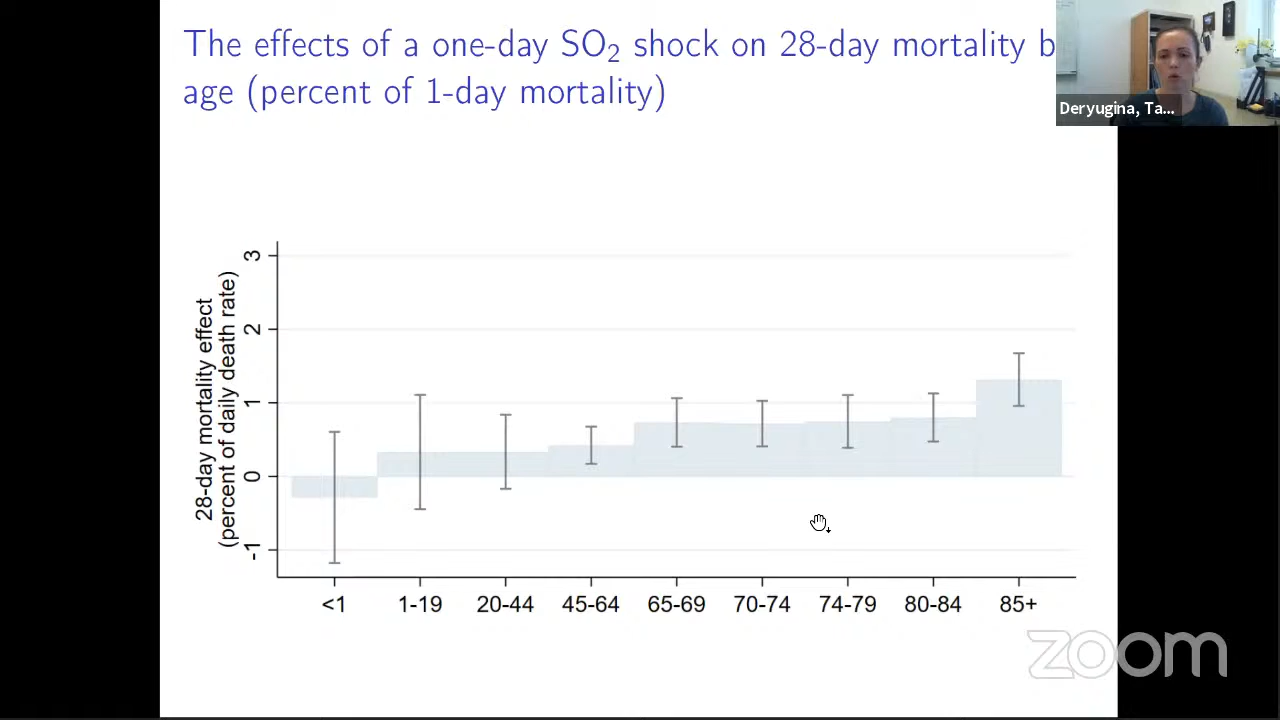 The effects of a one-day SO₂ shock on 28-day mortality b
age (percent of 1-day mortality)
Deryugina, Ta...
28-day mortality effect
(percent of daily death rate)
3
2
1
0
-1
<1 1-19 20-44 45-64 65-69 70-74 74-79 80-84 85+
zoom